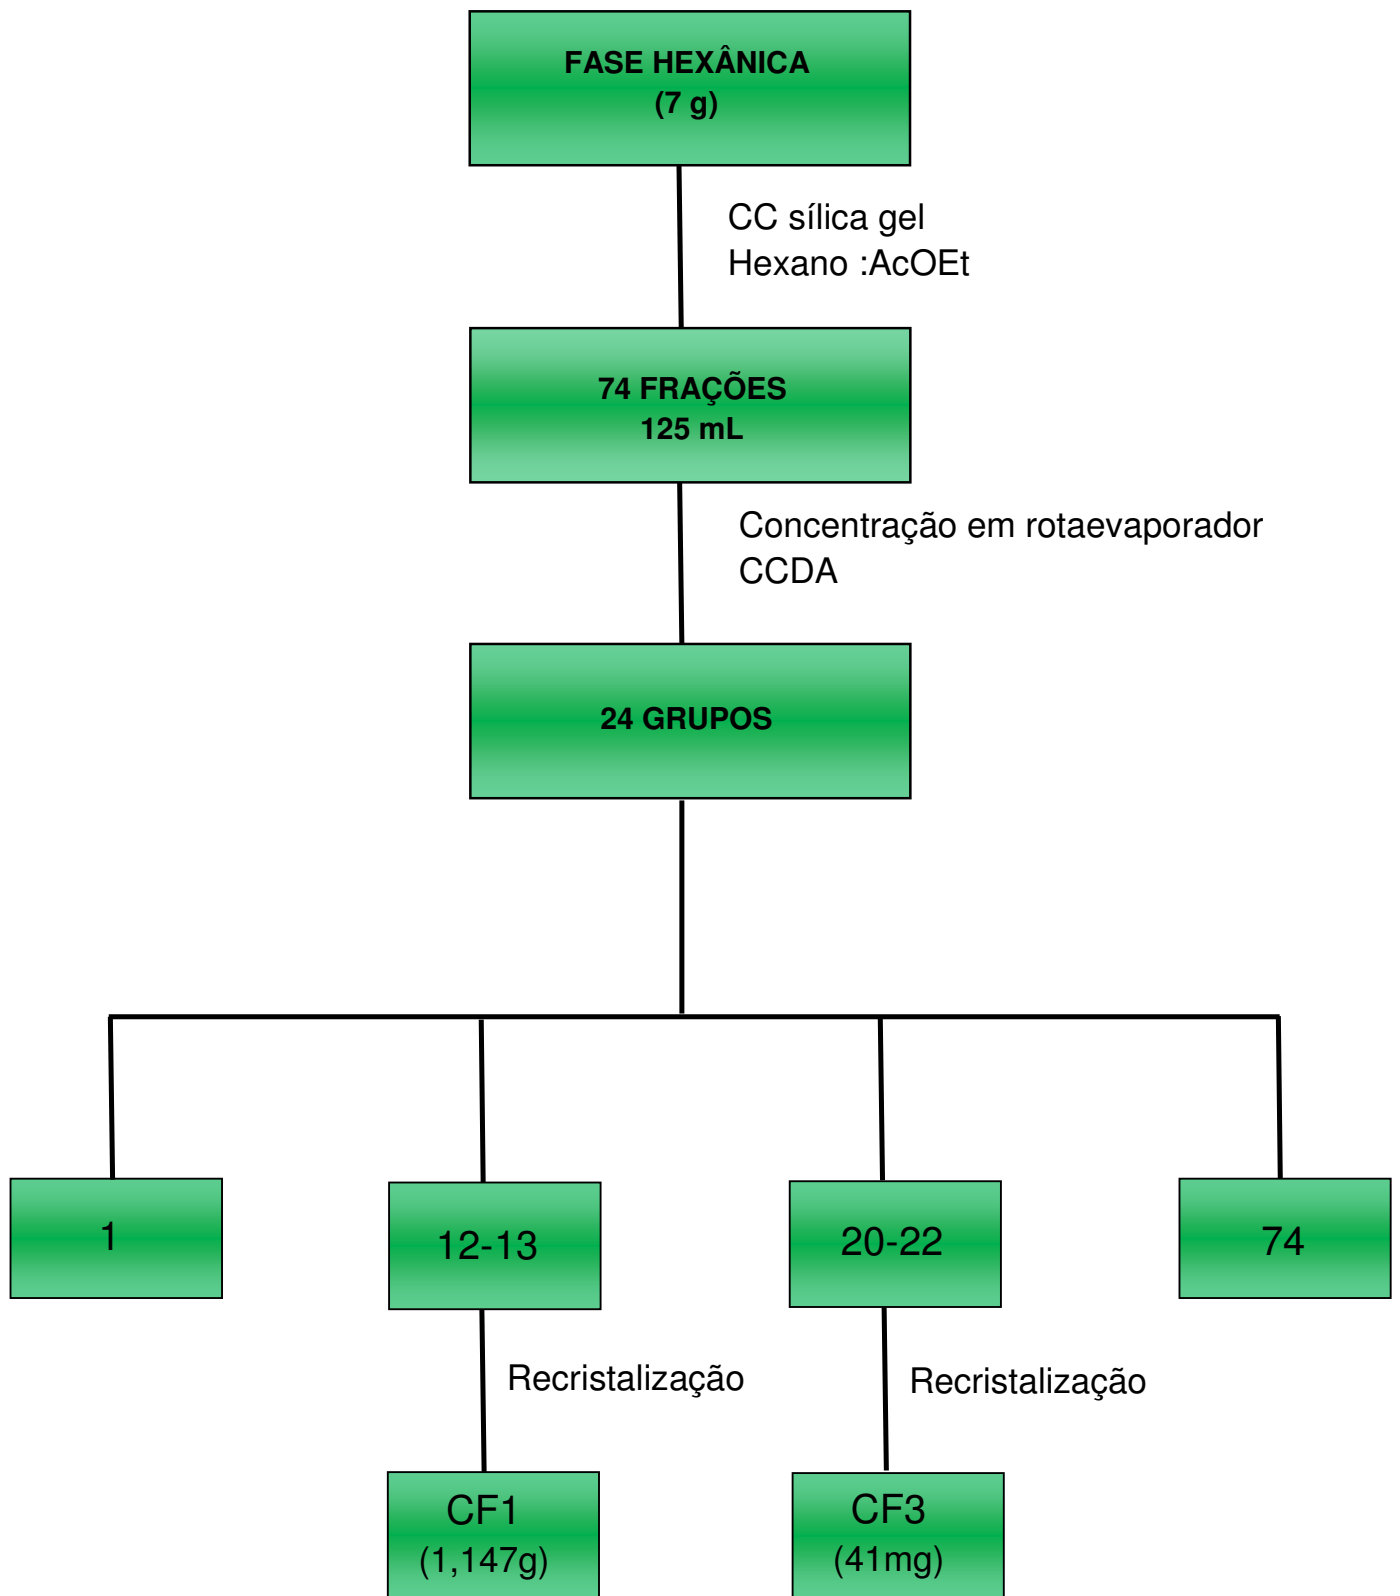 FASE HEXÂNICA
(7 g)
CC sílica gel
Hexano :AcOEt
74 FRAÇÕES
125 mL
Concentração em rotaevaporador
CCDA
24 GRUPOS
1
12-13
20-22
74
Recristalização
Recristalização
CF1
(1,147g)
CF3
(41mg)